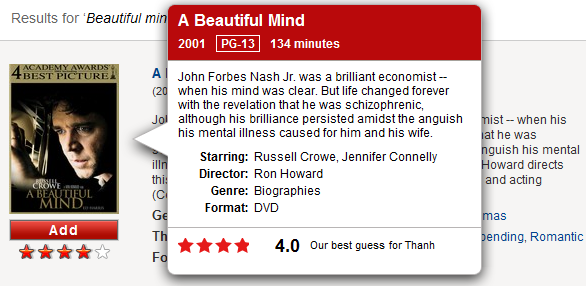 Results for 'Beautiful min
A Beautiful Mind
2001 PG-13 134 minutes
John Forbes Nash Jr. was a brilliant economist --
when his mind was clear. But life changed forever
with the revelation that he was schizophrenic,
although his brilliance persisted amidst the anguish
his mental illness caused for him and his wife.
Starring: Russell Crowe, Jennifer Connelly
Director: Ron Howard
Genre: Biographies
Format: DVD
4.0 Our best guess for Thanh
4 ACADEMY AWARDS
BEST PICTURE
RUSSELL
CROWE
A BEAUTIFUL
MIND
Add
A
(20
Jo
wh
illn
this
(Co
Ge
Th
Fo
mist -- when his
hat he was
nguish his mental
Howard directs
and acting
mas
pending, Romantic